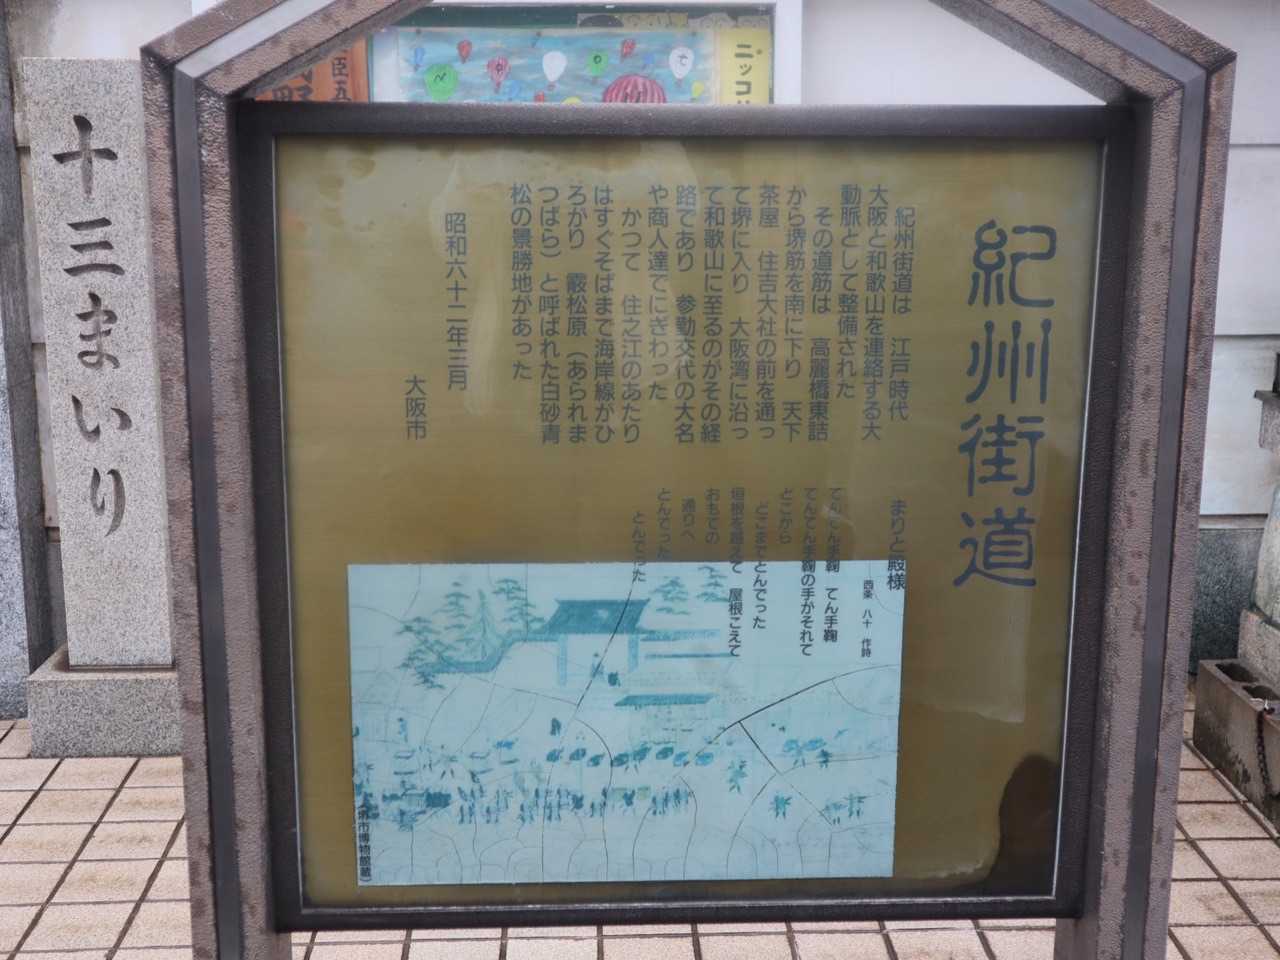 紀州街道
紀州街道は　江戸時代
大阪と和歌山を連絡する大
動脈として整備された
その道筋は　高麗橋東詰
から堺筋を南に下り　天下
茶屋　住吉大社の前を通っ
て堺に入り　大阪湾に沿っ
て和歌山に至るのがその経
路であり　参勤交代の大名
や商人達でにぎわった
かつて　住之江のあたり
はすぐそばまで海岸線がひ
ろがり　霰松原（あられま
つばら）と呼ばれた白砂青
松の景勝地があった
昭和六十二年三月
大阪市
まりと殿様
西条　八十　作詩
てんてん手鞠　てん手鞠
てんてん手鞠の手がそれて
どこから
どこまでとんでった
垣根を越えて　屋根こえて
おもての
通りへ
とんでった
とんでった
市博物館蔵）
十三まいり
ニッコリ